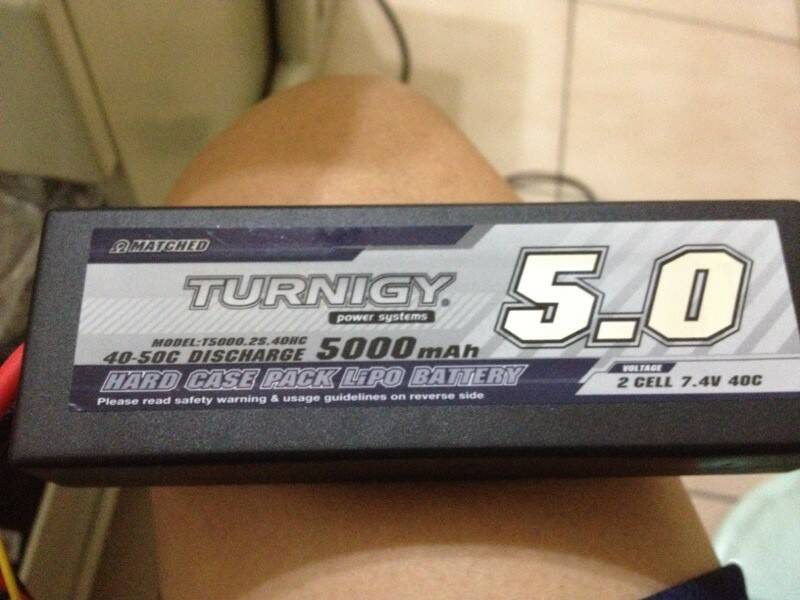 Ω MATCHED
TURNIGY®
power systems
5.0
MODEL:T5000.2S.40HC
40-50C DISCHARGE 5000mAh
HARD CASE PACK LiPO BATTERY
Please read safety warning & usage guidelines on reverse side
VOLTAGE
2 CELL 7.4V 40C